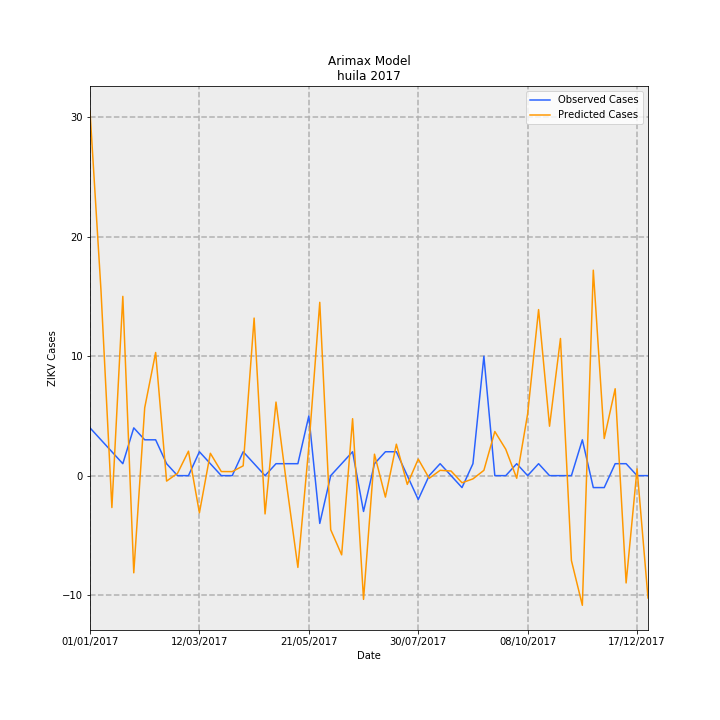 Arimax Model
huila 2017
Observed Cases
Predicted Cases
ZIKV Cases
30
20
10
0
−10
01/01/2017
12/03/2017
21/05/2017
30/07/2017
08/10/2017
17/12/2017
Date